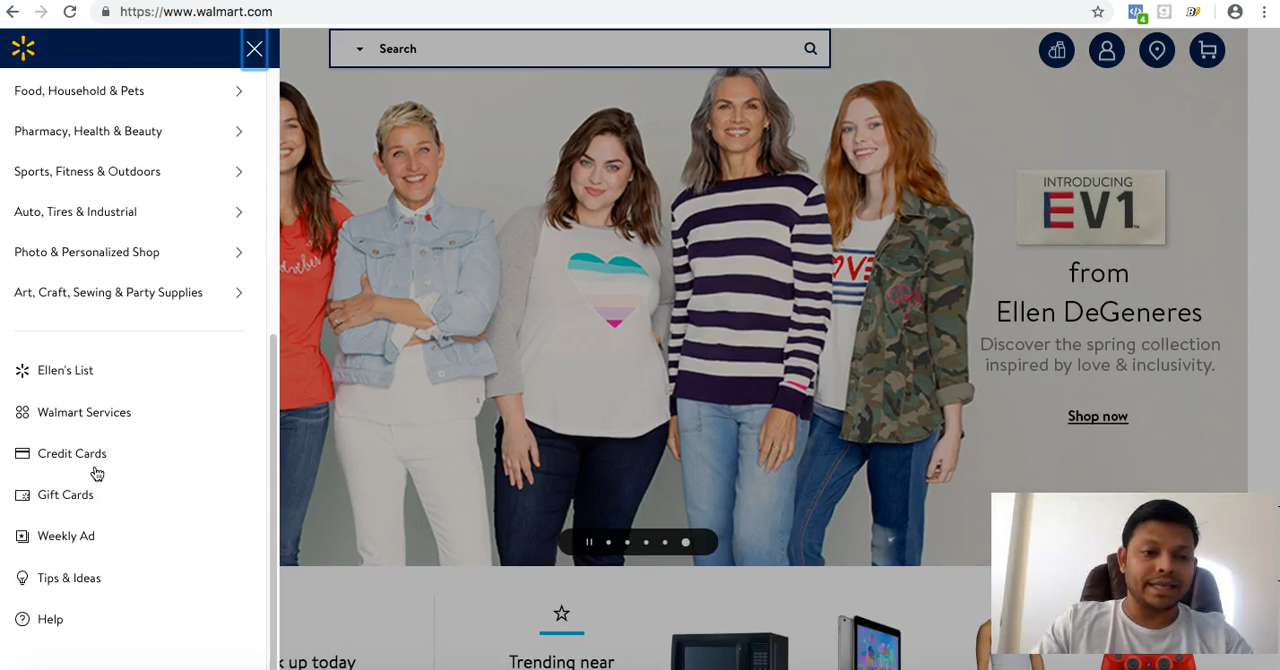 https://www.walmart.com
4
Search
Food, Household & Pets
Pharmacy, Health & Beauty
Sports, Fitness & Outdoors
Auto, Tires & Industrial
Photo & Personalized Shop
Art, Craft, Sewing & Party Supplies
Ellen's List
Walmart Services
Credit Cards
Gift Cards
Weekly Ad
Tips & Ideas
Help
INTRODUCING
EV1
from
Ellen DeGeneres
Discover the spring collection
inspired by love & inclusivity.
Shop now
up today
Trending near